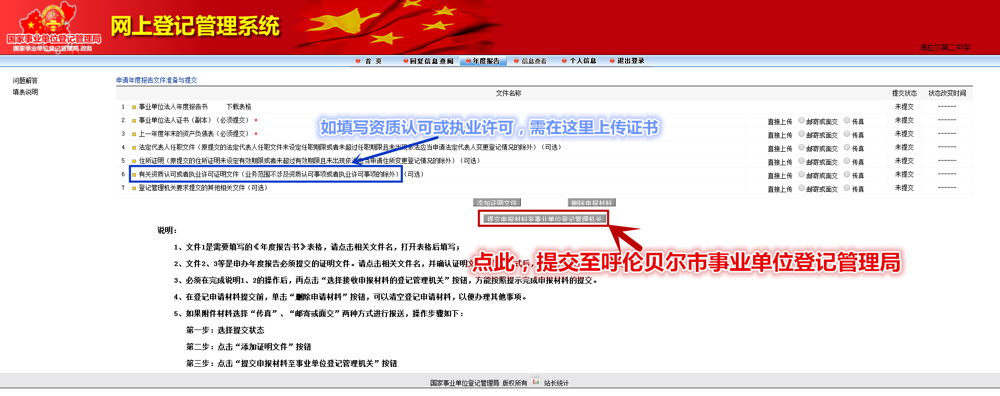 网上登记管理系统
国家事业单位登记管理局
国家事业单位登记管理局.政务
海拉尔第二中学
首 页 回复信息查阅 年度报告 信息查看 个人信息 退出登录
问题解答
填表说明
申请年度报告文件准备与提交
文件名称 提交状态 状态改变时间
1 事业单位法人年度报告书 下载表格 未提交 ------
2 事业单位法人证书（副本）（必须提交） * 直接上传 邮寄或面交 传真 未提交 ------
如填写资质认可或执业许可，需在这里上传证书
3 上一年度年末的资产负债表（必须提交） * 直接上传 邮寄或面交 传真 未提交 ------
4 法定代表人任职文件（原提交的法定代表人任职文件未设定任职期限或者未超过任职期限且未出现依法应当申请法定代表人变更登记情况的除外）（可选） 直接上传 邮寄或面交 传真 未提交 ------
5 住所证明（原提交的住所证明未设定有效期限或者未超过有效期限且未出现依法应当申请住所变更登记情况的除外）（可选） 直接上传 邮寄或面交 传真 未提交 ------
6 有关资质认可或者执业许可证明文件（业务范围不涉及资质认可事项或者执业许可事项的除外）（可选） 直接上传 邮寄或面交 传真 未提交 ------
7 登记管理机关要求提交的其他相关文件（可选） 直接上传 邮寄或面交 传真 未提交 ------
添加证明文件 删除申报材料
提交申报材料至事业单位登记管理机关
说明：
1、文件1是需要填写的《年度报告书》表格，请点击相关文件名，打开表格后填写；
2、文件2、3等是申办年度报告必须提交的证明文件。请点击相关文件名，并确认证明文 式后，
点此，提交至呼伦贝尔市事业单位登记管理局
3、必须在完成说明1、2的操作后，再点击“选择接收申报材料的登记管理机关”按钮，方能按照提示完成申报材料的提交。
4、在登记申请材料提交前，单击“删除申请材料”按钮，可以清空登记申请材料，以便办理其他事项。
5、如果附件材料选择“传真”、“邮寄或面交”两种方式进行报送，操作步骤如下：
第一步：选择提交状态
第二步：点击“添加证明文件”按钮
第三步：点击“提交申报材料至事业单位登记管理机关”按钮
国家事业单位登记管理局 版权所有 CNZZ 站长统计